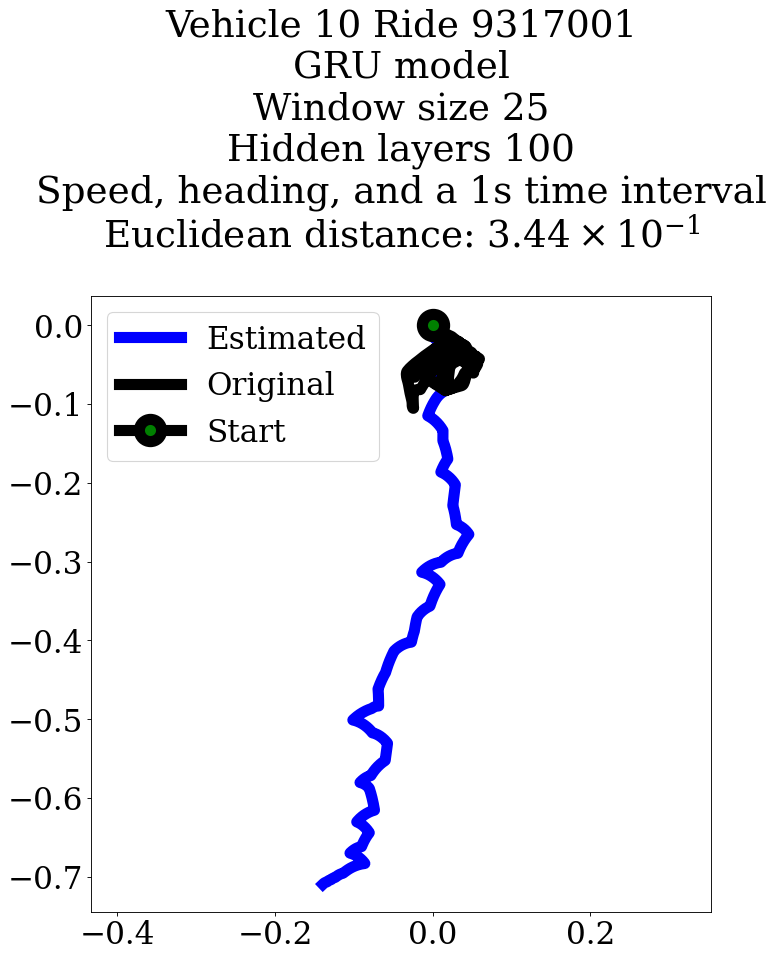 Vehicle 10 Ride 9317001
GRU model
Window size 25
Hidden layers 100
Speed, heading, and a 1s time interval
Euclidean distance: 3.44 × 10⁻¹
Estimated
Original
Start
0.0
−0.1
−0.2
−0.3
−0.4
−0.5
−0.6
−0.7
−0.4 −0.2 0.0 0.2